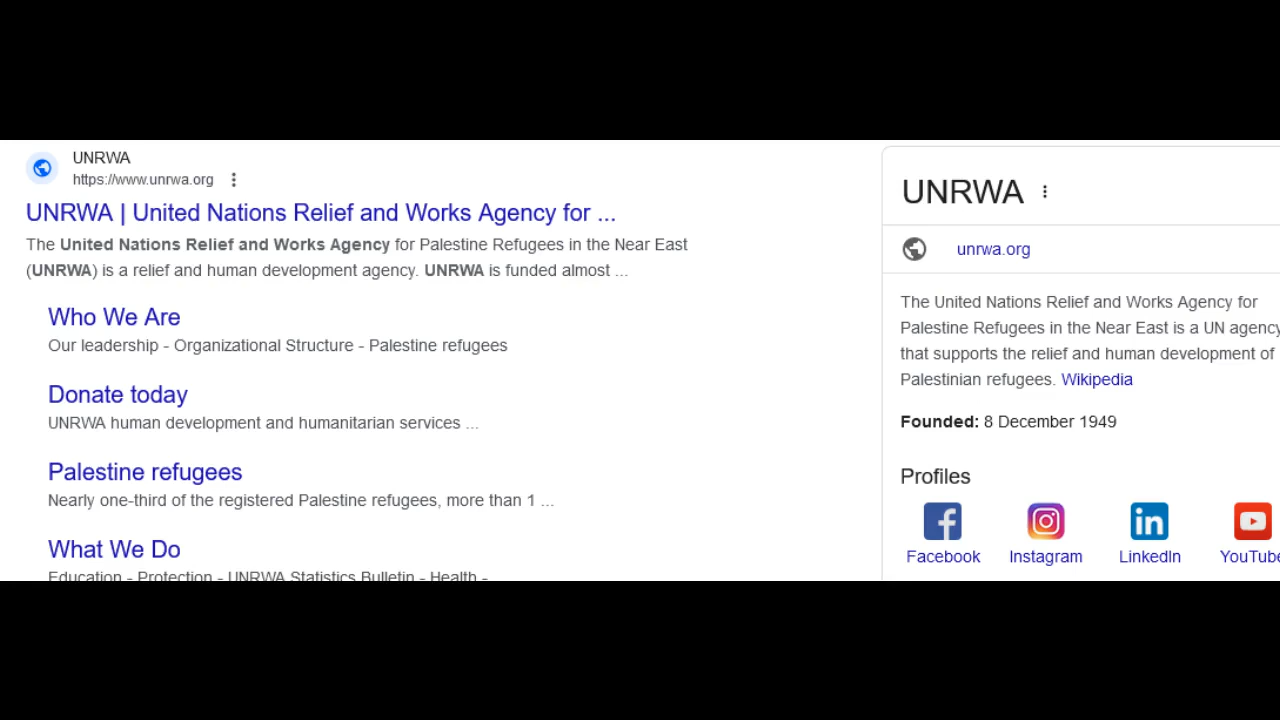 UNRWA
https://www.unrwa.org
UNRWA | United Nations Relief and Works Agency for ...
The United Nations Relief and Works Agency for Palestine Refugees in the Near East
(UNRWA) is a relief and human development agency. UNRWA is funded almost ...
Who We Are
Our leadership - Organizational Structure - Palestine refugees
Donate today
UNRWA human development and humanitarian services ...
Palestine refugees
Nearly one-third of the registered Palestine refugees, more than 1 ...
What We Do
Education - Protection - UNRWA Statistics Bulletin - Health -
UNRWA
unrwa.org
The United Nations Relief and Works Agency for
Palestine Refugees in the Near East is a UN agency
that supports the relief and human development of
Palestinian refugees. Wikipedia
Founded: 8 December 1949
Profiles
Facebook Instagram LinkedIn YouTube